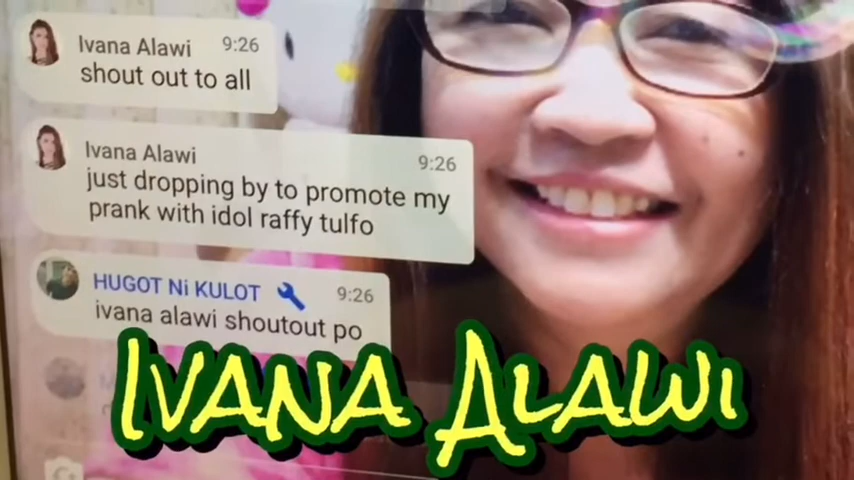 Ivana Alawi 9:26
shout out to all
Ivana Alawi 9:26
just dropping by to promote my
prank with idol raffy tulfo
HUGOT Ni KULOT 9:26
ivana alawi shoutout po
Ivana Alawi